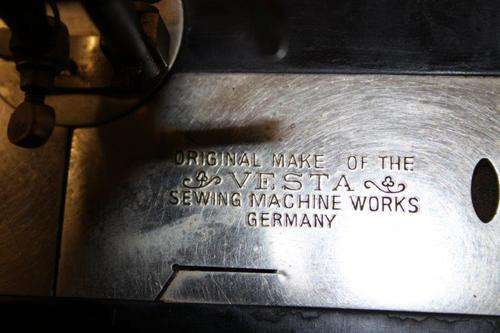 ORIGINAL MAKE OF THE
VESTA
SEWING MACHINE WORKS
GERMANY